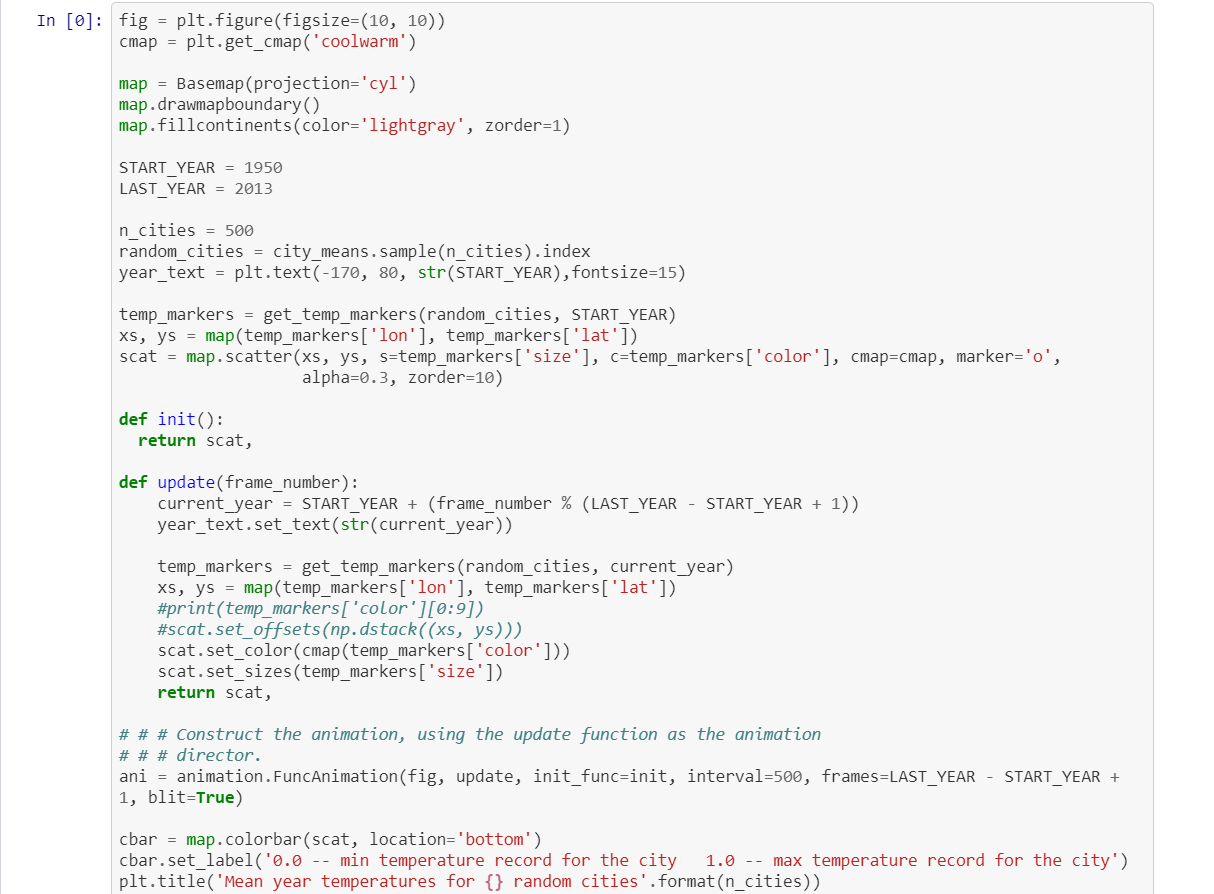 In [0]: fig = plt.figure(figsize=(10, 10))
cmap = plt.get_cmap('coolwarm')

map = Basemap(projection='cyl')
map.drawmapboundary()
map.fillcontinents(color='lightgray', zorder=1)

START_YEAR = 1950
LAST_YEAR = 2013

n_cities = 500
random_cities = city_means.sample(n_cities).index
year_text = plt.text(-170, 80, str(START_YEAR),fontsize=15)

temp_markers = get_temp_markers(random_cities, START_YEAR)
xs, ys = map(temp_markers['lon'], temp_markers['lat'])
scat = map.scatter(xs, ys, s=temp_markers['size'], c=temp_markers['color'], cmap=cmap, marker='o',
                   alpha=0.3, zorder=10)

def init():
  return scat,

def update(frame_number):
    current_year = START_YEAR + (frame_number % (LAST_YEAR - START_YEAR + 1))
    year_text.set_text(str(current_year))

    temp_markers = get_temp_markers(random_cities, current_year)
    xs, ys = map(temp_markers['lon'], temp_markers['lat'])
    #print(temp_markers['color'][0:9])
    #scat.set_offsets(np.dstack((xs, ys)))
    scat.set_color(cmap(temp_markers['color']))
    scat.set_sizes(temp_markers['size'])
    return scat,

# # # Construct the animation, using the update function as the animation
# # # director.
ani = animation.FuncAnimation(fig, update, init_func=init, interval=500, frames=LAST_YEAR - START_YEAR +
1, blit=True)

cbar = map.colorbar(scat, location='bottom')
cbar.set_label('0.0 -- min temperature record for the city   1.0 -- max temperature record for the city')
plt.title('Mean year temperatures for {} random cities'.format(n_cities))